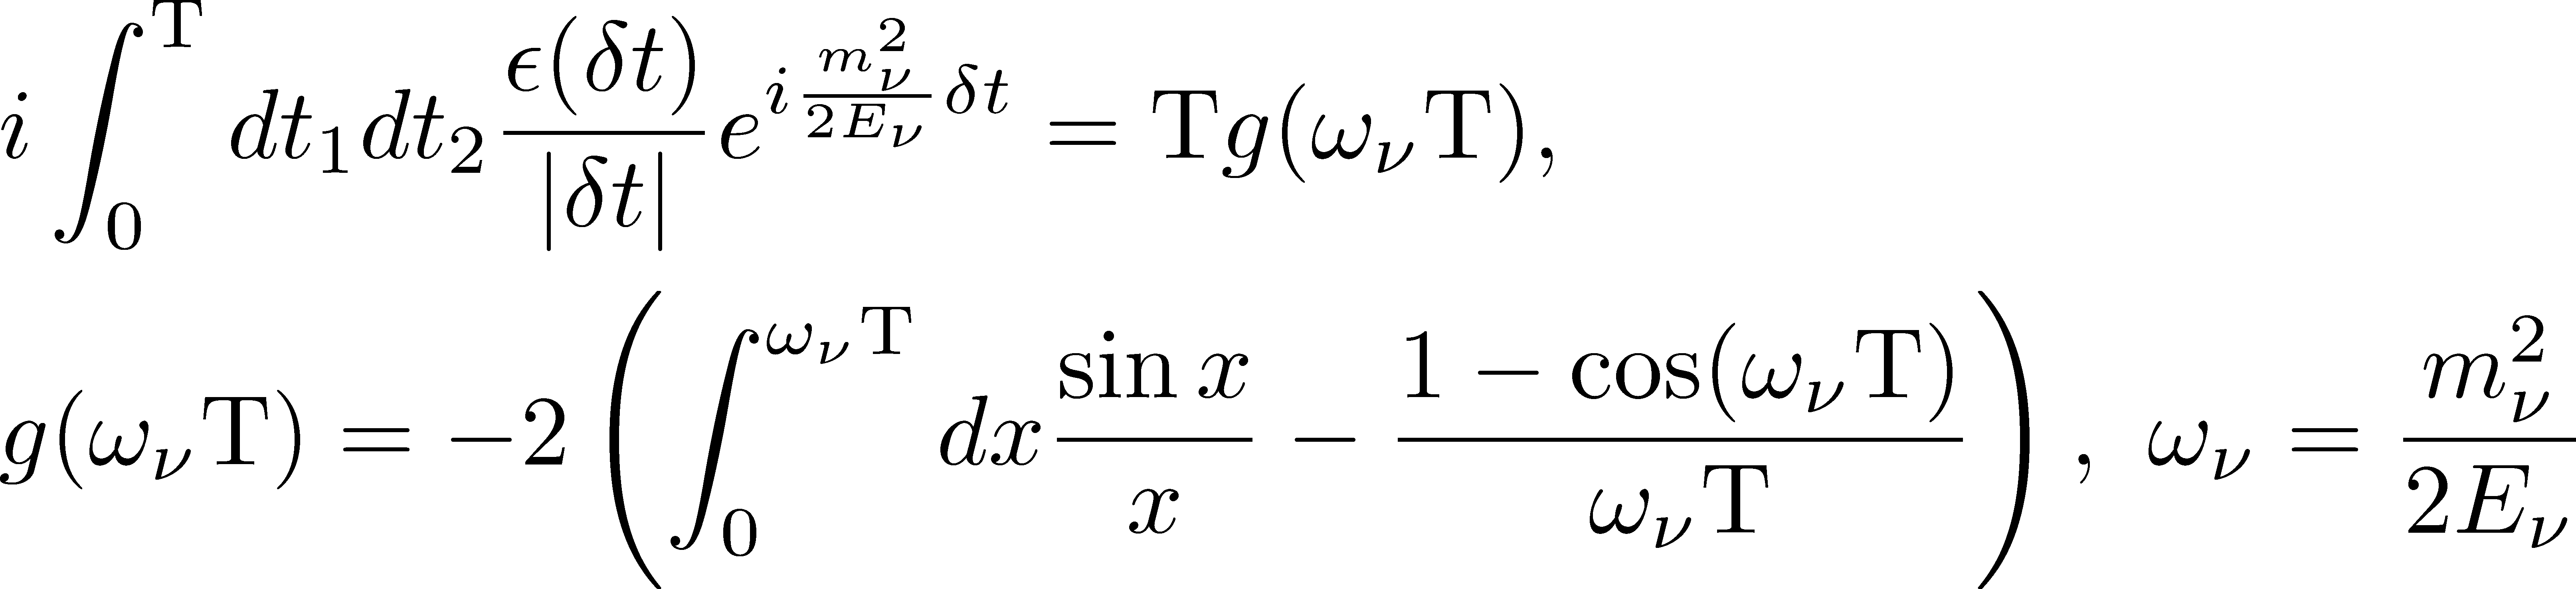 $i \int_0^{\mathrm{T}} dt_1 dt_2 \frac{\epsilon(\delta t)}{|\delta t|} e^{i \frac{m_\nu^2}{2E_\nu} \delta t} = \mathrm{T} g(\omega_\nu \mathrm{T}),$
$g(\omega_\nu \mathrm{T}) = -2 \left( \int_0^{\omega_\nu \mathrm{T}} dx \frac{\sin x}{x} - \frac{1 - \cos(\omega_\nu \mathrm{T})}{\omega_\nu \mathrm{T}} \right), \ \omega_\nu = \frac{m_\nu^2}{2E_\nu}$